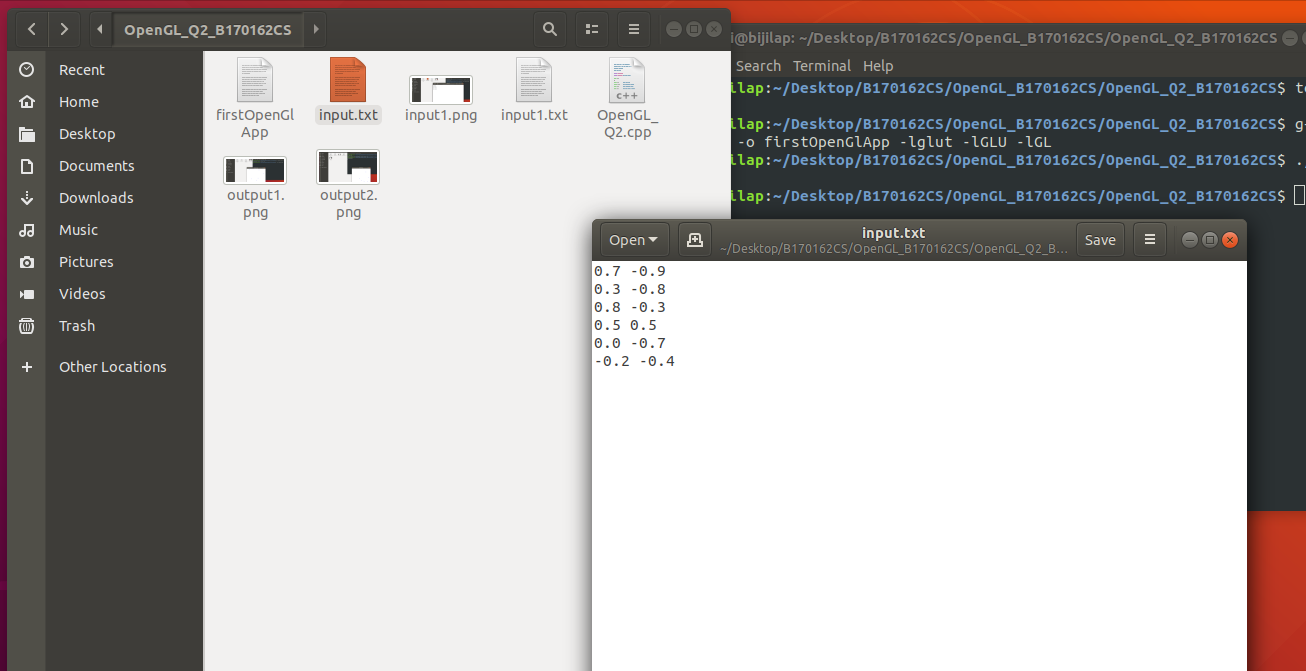 OpenGL_Q2_B170162CS
Recent
Home
Desktop
Documents
Downloads
Music
Pictures
Videos
Trash
Other Locations
firstOpenGl
App
input.txt
input1.png
input1.txt
OpenGL_
Q2.cpp
c++
output1.
png
output2.
png
i@bijilap: ~/Desktop/B170162CS/OpenGL_B170162CS/OpenGL_Q2_B170162CS
Search Terminal Help
ilap:~/Desktop/B170162CS/OpenGL_B170162CS/OpenGL_Q2_B170162CS$ t
ilap:~/Desktop/B170162CS/OpenGL_B170162CS/OpenGL_Q2_B170162CS$ g
-o firstOpenGlApp -lglut -lGLU -lGL
ilap:~/Desktop/B170162CS/OpenGL_B170162CS/OpenGL_Q2_B170162CS$ .
ilap:~/Desktop/B170162CS/OpenGL_B170162CS/OpenGL_Q2_B170162CS$
Open
input.txt
~/Desktop/B170162CS/OpenGL_B170162CS/OpenGL_Q2_B...
Save
0.7 -0.9
0.3 -0.8
0.8 -0.3
0.5 0.5
0.0 -0.7
-0.2 -0.4